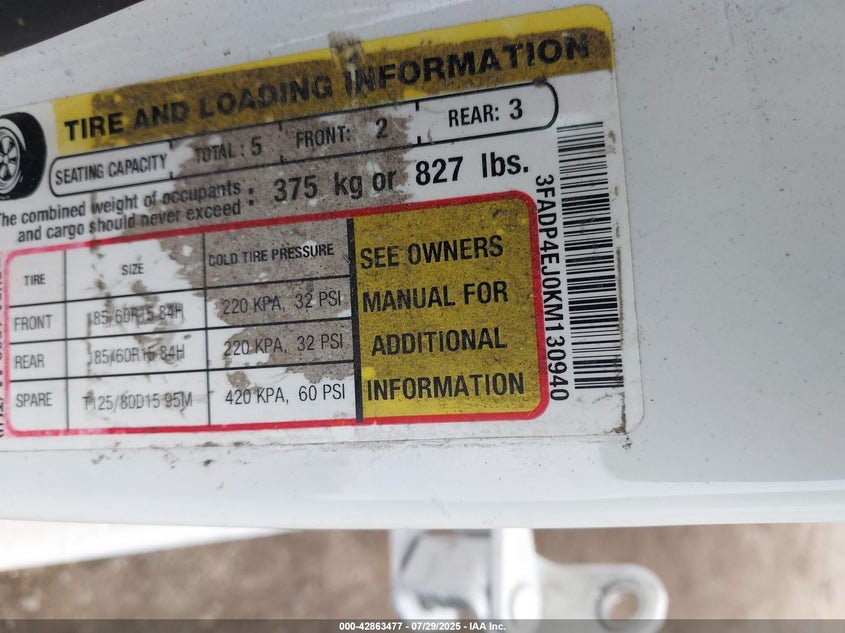 TIRE AND LOADING INFORMATION
SEATING CAPACITY TOTAL : 5 FRONT: 2 REAR: 3
The combined weight of occupants and cargo should never exceed : 375 kg or 827 lbs.
TIRE SIZE COLD TIRE PRESSURE
FRONT 185/60R15 84H 220 KPA, 32 PSI
REAR 185/60R15 84H 220 KPA, 32 PSI
SPARE T125/80D15 95M 420 KPA, 60 PSI
SEE OWNERS
MANUAL FOR
ADDITIONAL
INFORMATION
3FADP4EJ0KM130940
000-42863477 - 07/29/2025 - IAA Inc.